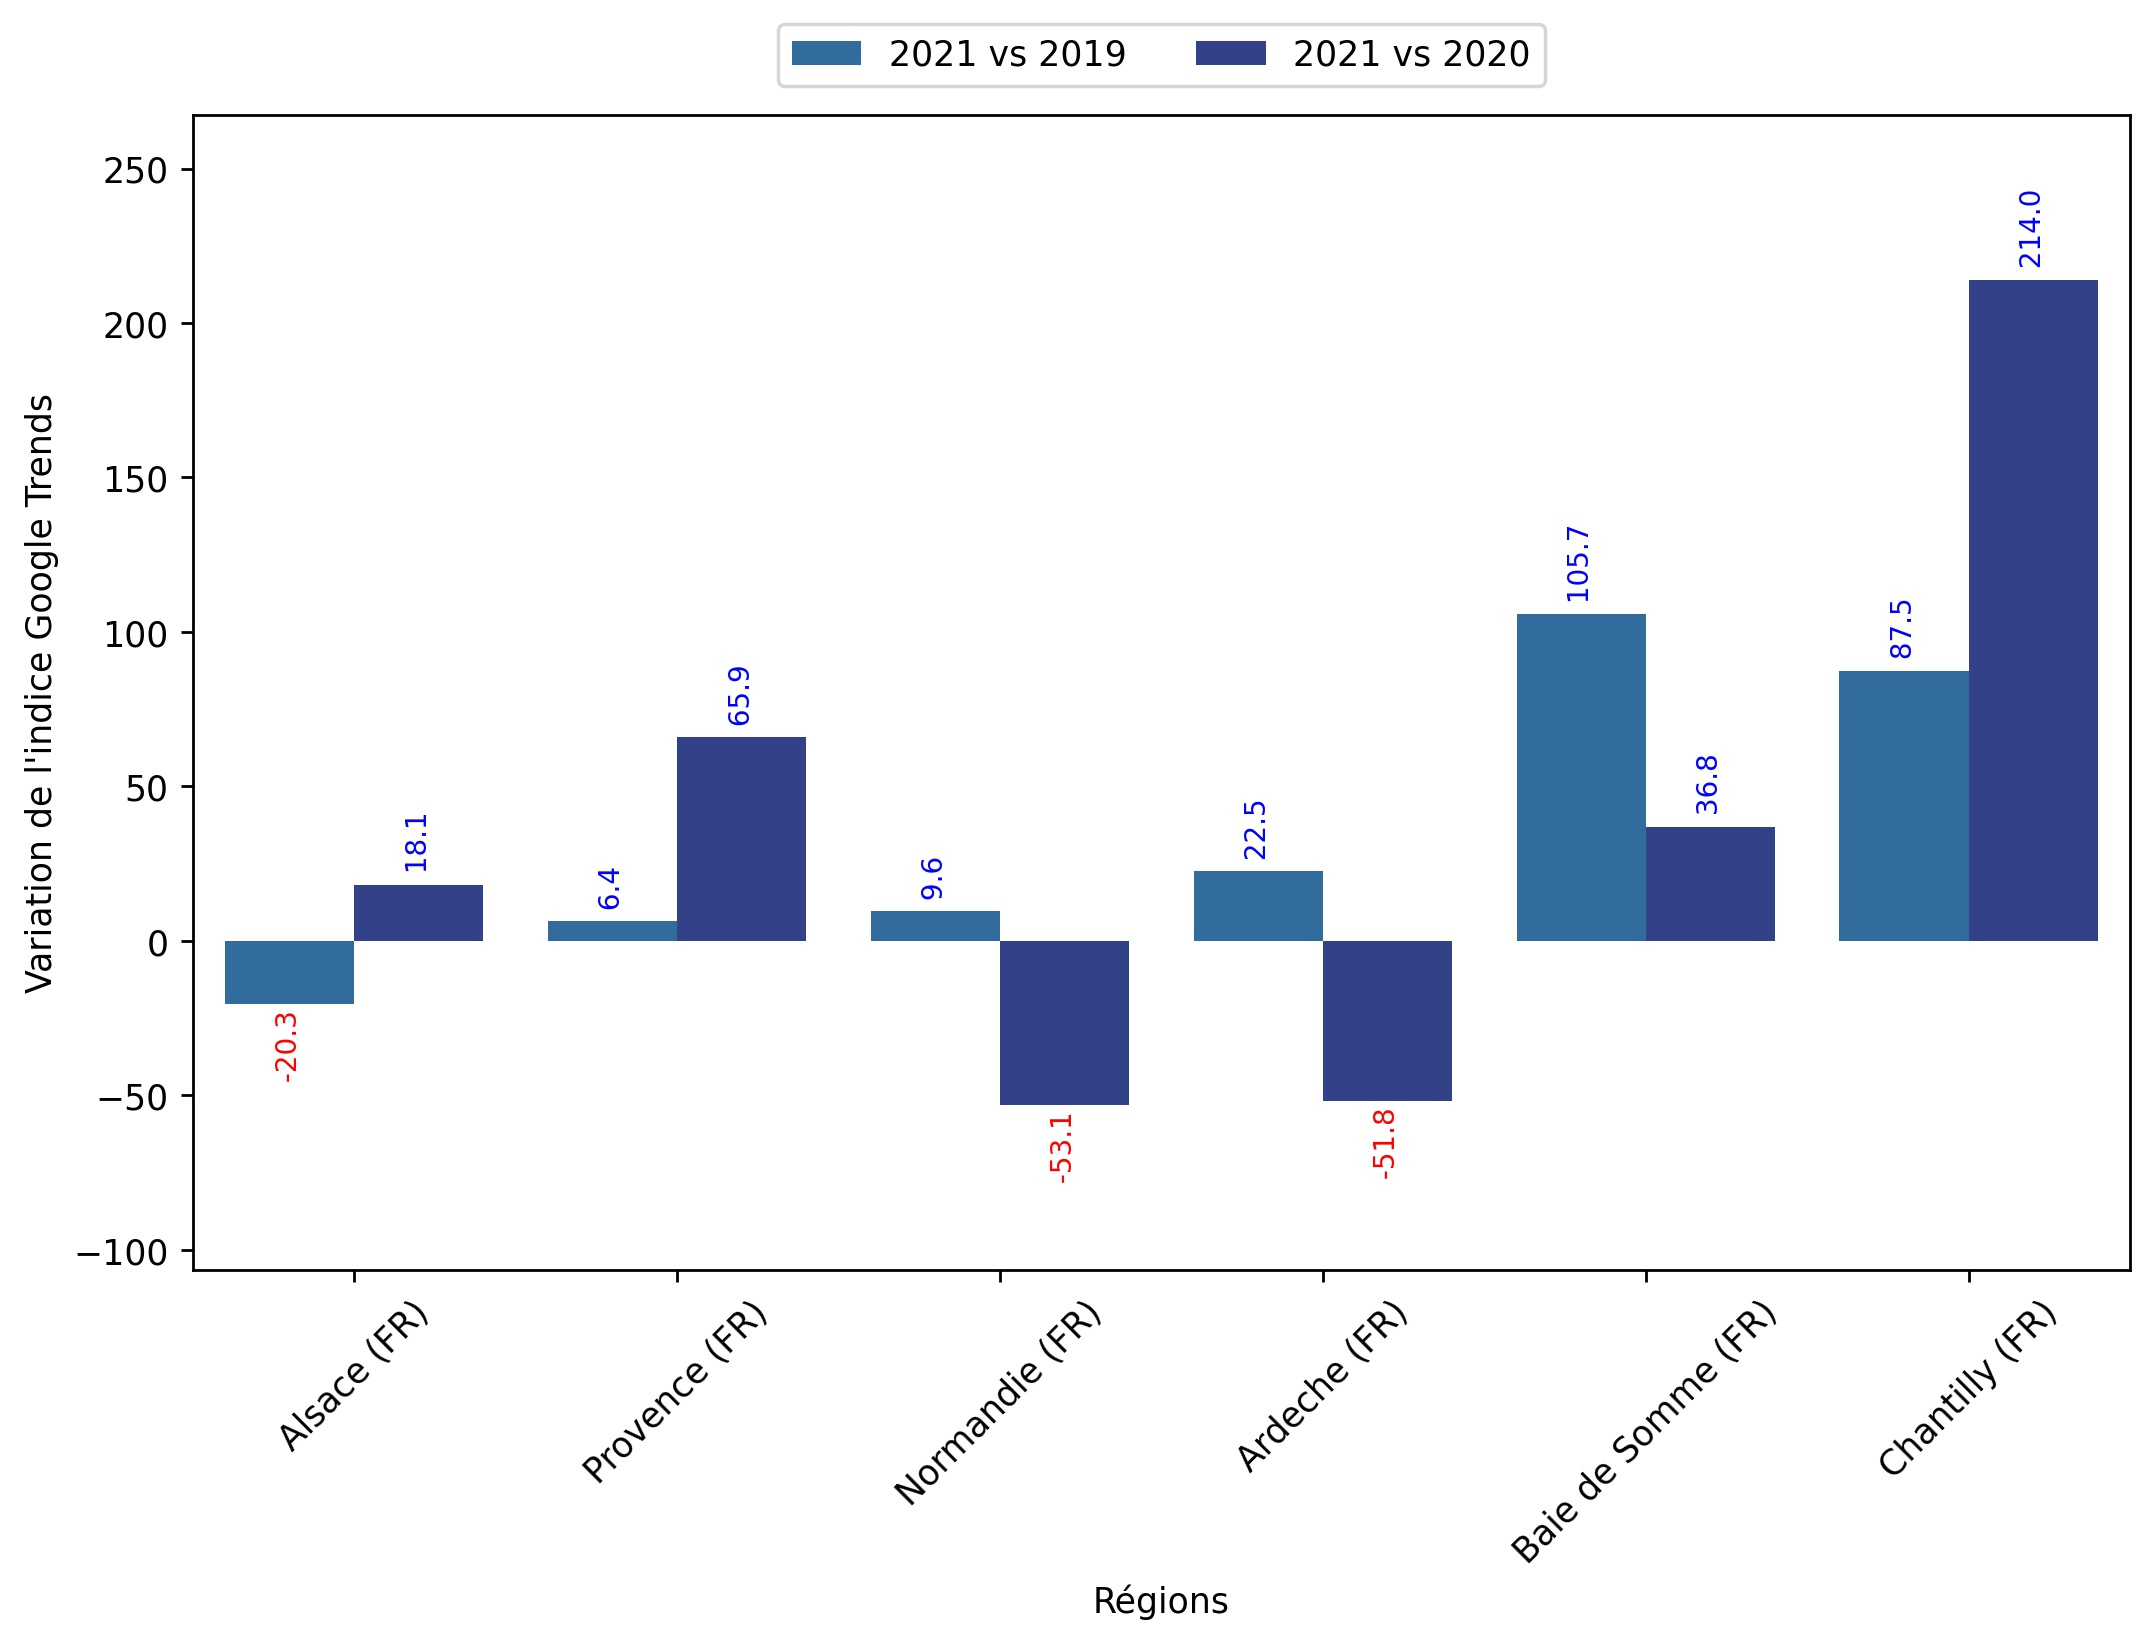 2021 vs 2019
2021 vs 2020
Variation de l'indice Google Trends
250
200
150
100
50
0
−50
−100
-20.3
18.1
6.4
65.9
9.6
-53.1
22.5
-51.8
105.7
36.8
87.5
214.0
Alsace (FR)
Provence (FR)
Normandie (FR)
Ardeche (FR)
Baie de Somme (FR)
Chantilly (FR)
Régions